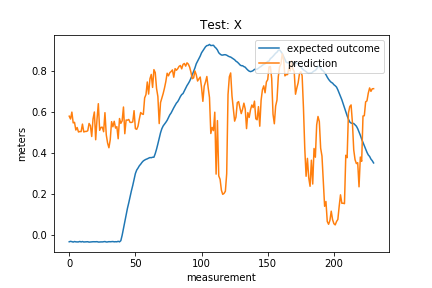 Test: X
expected outcome
prediction
0.8
0.6
0.4
0.2
0.0
meters
0 50 100 150 200
measurement